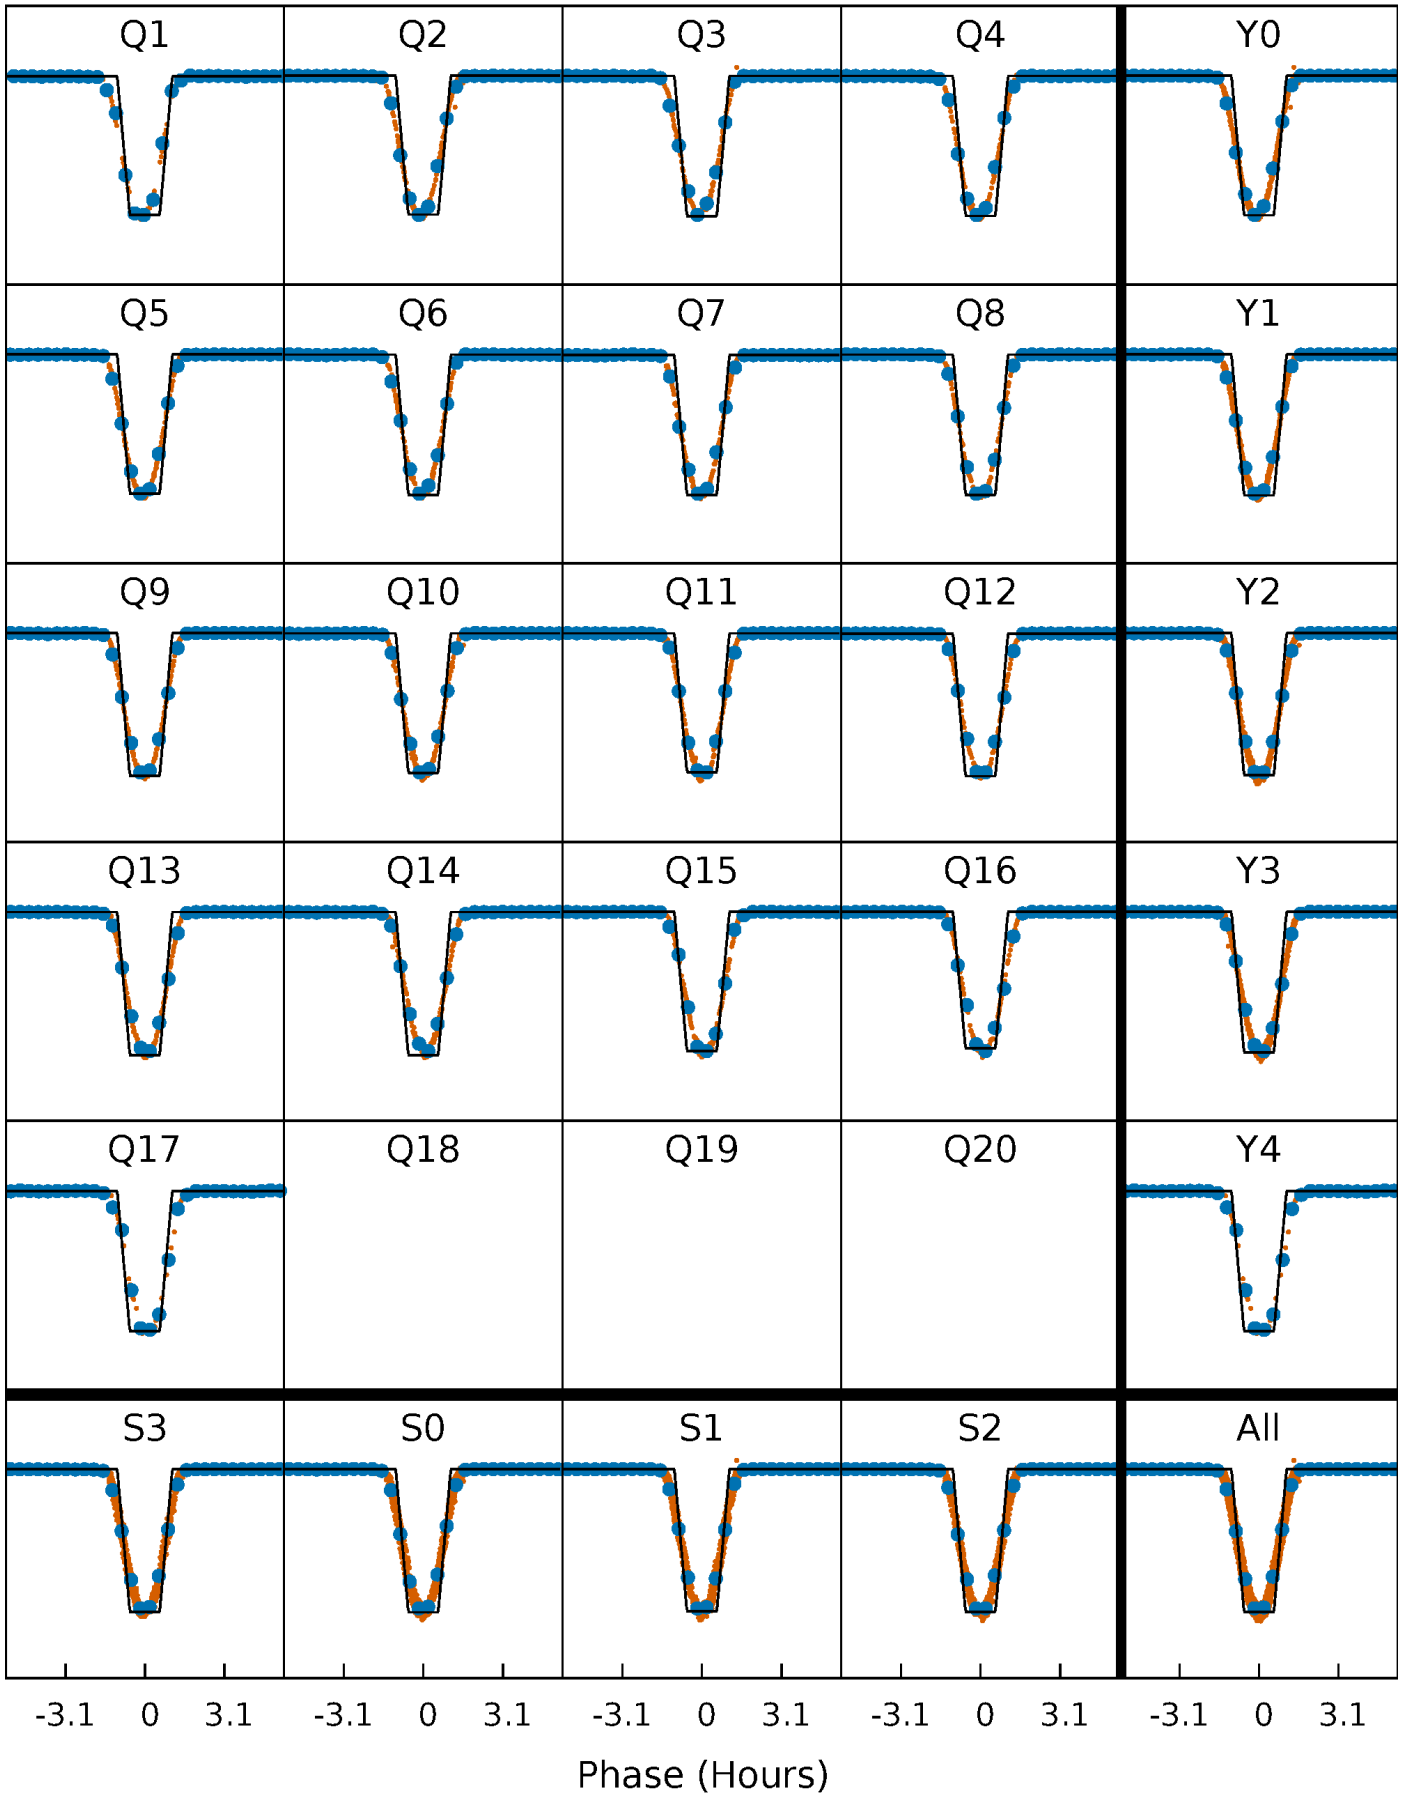 Q1 Q2 Q3 Q4 Y0
Q5 Q6 Q7 Q8 Y1
Q9 Q10 Q11 Q12 Y2
Q13 Q14 Q15 Q16 Y3
Q17 Q18 Q19 Q20 Y4
S3 S0 S1 S2 All
-3.1 0 3.1 -3.1 0 3.1 -3.1 0 3.1 -3.1 0 3.1 -3.1 0 3.1
Phase (Hours)